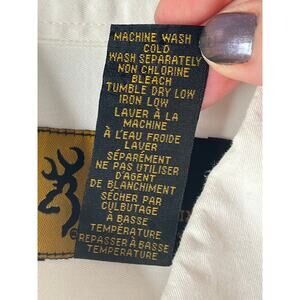 MACHINE WASH
COLD
WASH SEPARATELY
NON CHLORINE
BLEACH
TUMBLE DRY LOW
IRON LOW
LAVER À LA
MACHINE
À L'EAU FROIDE
LAVER
SÉPARÉMENT
NE PAS UTILISER
D'AGENT
DE BLANCHIMENT
SÉCHER PAR
CULBUTAGE
À BASSE
TEMPÉRATURE
REPASSER À BASSE
TEMPERATURE